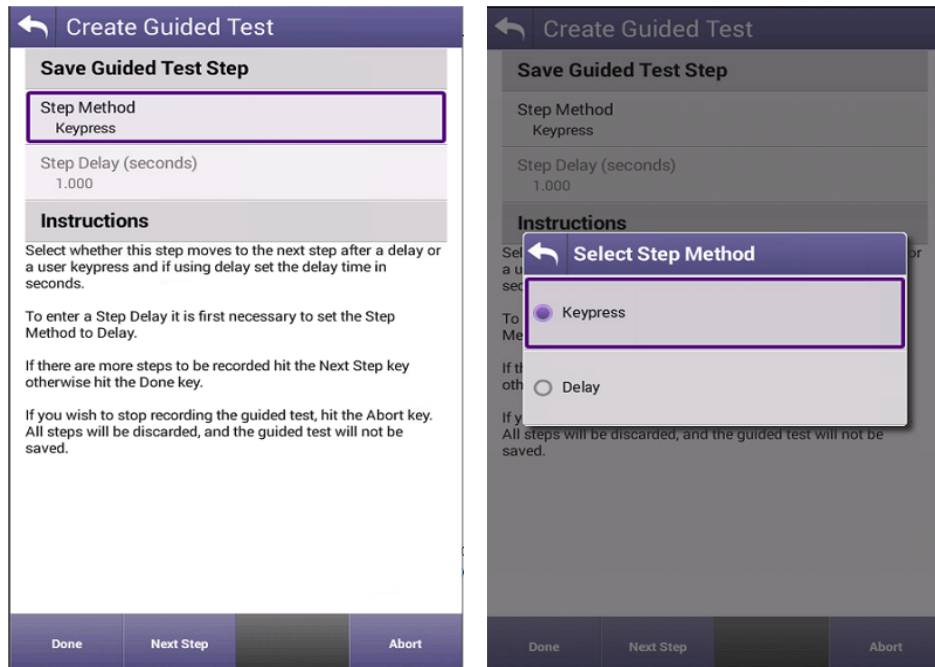 Create Guided Test
Save Guided Test Step
Step Method
Keypress
Step Delay (seconds)
1.000
Instructions
Select whether this step moves to the next step after a delay or
a user keypress and if using delay set the delay time in
seconds.
To enter a Step Delay it is first necessary to set the Step
Method to Delay.
If there are more steps to be recorded hit the Next Step key
otherwise hit the Done key.
If you wish to stop recording the guided test, hit the Abort key.
All steps will be discarded, and the guided test will not be
saved.
Done
Next Step
Abort
Create Guided Test
Save Guided Test Step
Step Method
Keypress
Step Delay (seconds)
1.000
Instructions
Select Step Method
Keypress
Delay
All steps will be discarded, and the guided test will not be
saved.
Done
Next Step
Abort